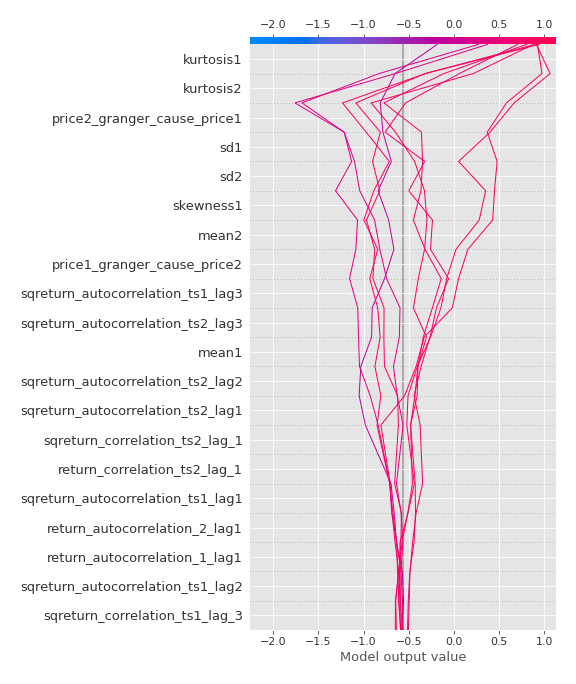 −2.0 −1.5 −1.0 −0.5 0.0 0.5 1.0
kurtosis1
kurtosis2
price2_granger_cause_price1
sd1
sd2
skewness1
mean2
price1_granger_cause_price2
sqreturn_autocorrelation_ts1_lag3
sqreturn_autocorrelation_ts2_lag3
mean1
sqreturn_autocorrelation_ts2_lag2
sqreturn_autocorrelation_ts2_lag1
sqreturn_correlation_ts2_lag_1
return_correlation_ts2_lag_1
sqreturn_autocorrelation_ts1_lag1
return_autocorrelation_2_lag1
return_autocorrelation_1_lag1
sqreturn_autocorrelation_ts1_lag2
sqreturn_correlation_ts1_lag_3
−2.0 −1.5 −1.0 −0.5 0.0 0.5 1.0
Model output value